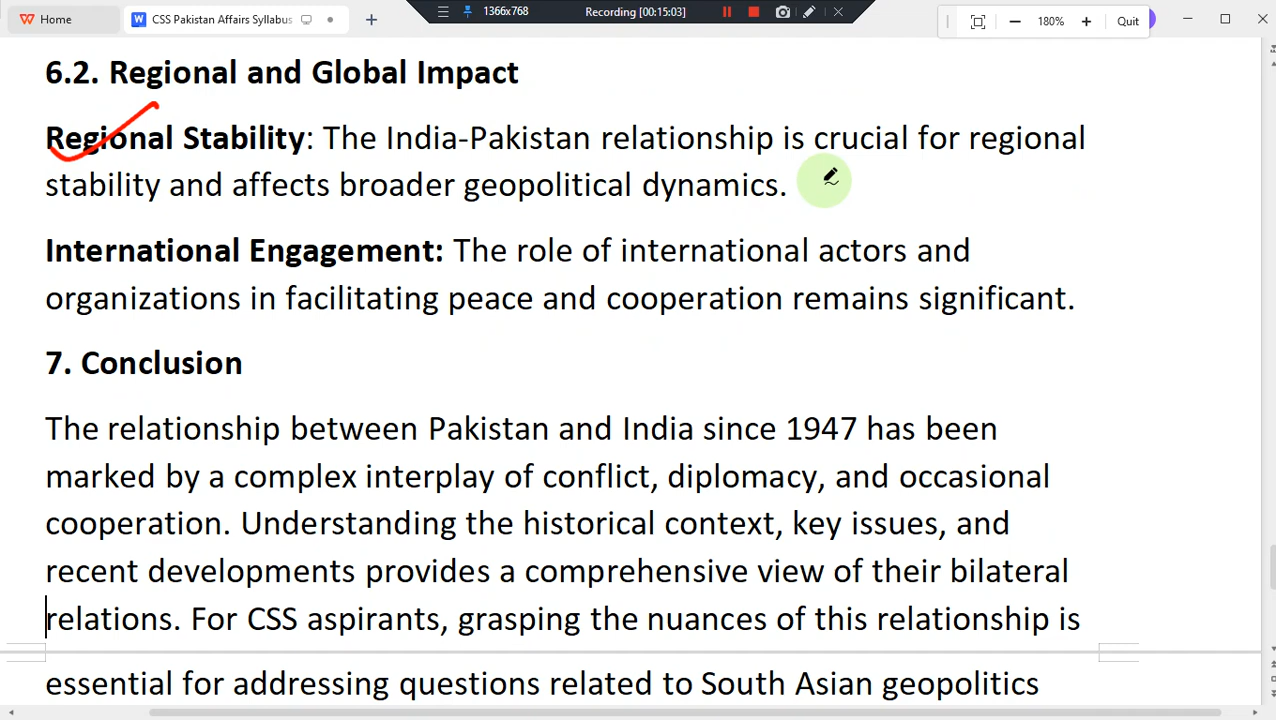 Home
CSS Pakistan Affairs Syllabus
1366x768
Recording [00:15:03]
180%
Quit
6.2. Regional and Global Impact
Regional Stability: The India-Pakistan relationship is crucial for regional
stability and affects broader geopolitical dynamics.
International Engagement: The role of international actors and
organizations in facilitating peace and cooperation remains significant.
7. Conclusion
The relationship between Pakistan and India since 1947 has been
marked by a complex interplay of conflict, diplomacy, and occasional
cooperation. Understanding the historical context, key issues, and
recent developments provides a comprehensive view of their bilateral
relations. For CSS aspirants, grasping the nuances of this relationship is
essential for addressing questions related to South Asian geopolitics